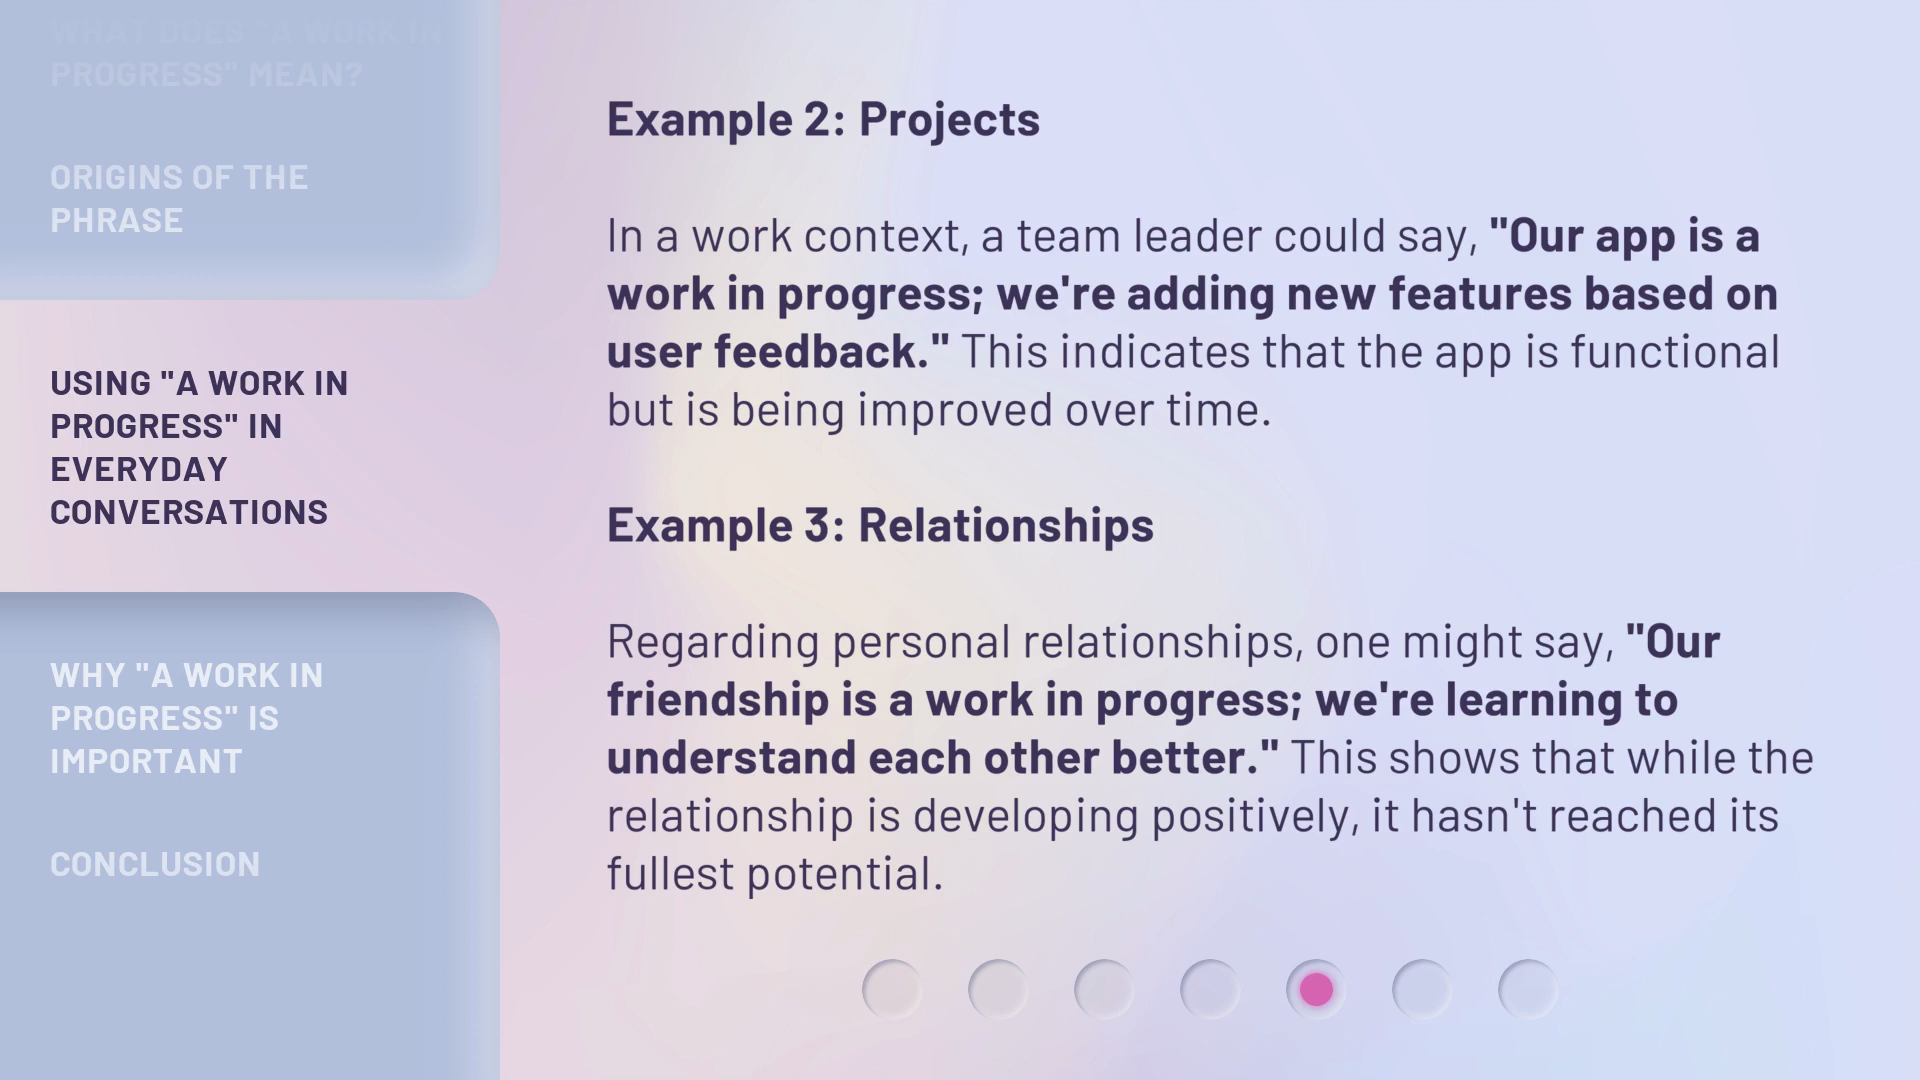 WHAT DOES "A WORK IN
PROGRESS" MEAN?
ORIGINS OF THE
PHRASE
USING "A WORK IN
PROGRESS" IN
EVERYDAY
CONVERSATIONS
WHY "A WORK IN
PROGRESS" IS
IMPORTANT
CONCLUSION
Example 2: Projects
In a work context, a team leader could say, "Our app is a
work in progress; we're adding new features based on
user feedback." This indicates that the app is functional
but is being improved over time.
Example 3: Relationships
Regarding personal relationships, one might say, "Our
friendship is a work in progress; we're learning to
understand each other better." This shows that while the
relationship is developing positively, it hasn't reached its
fullest potential.